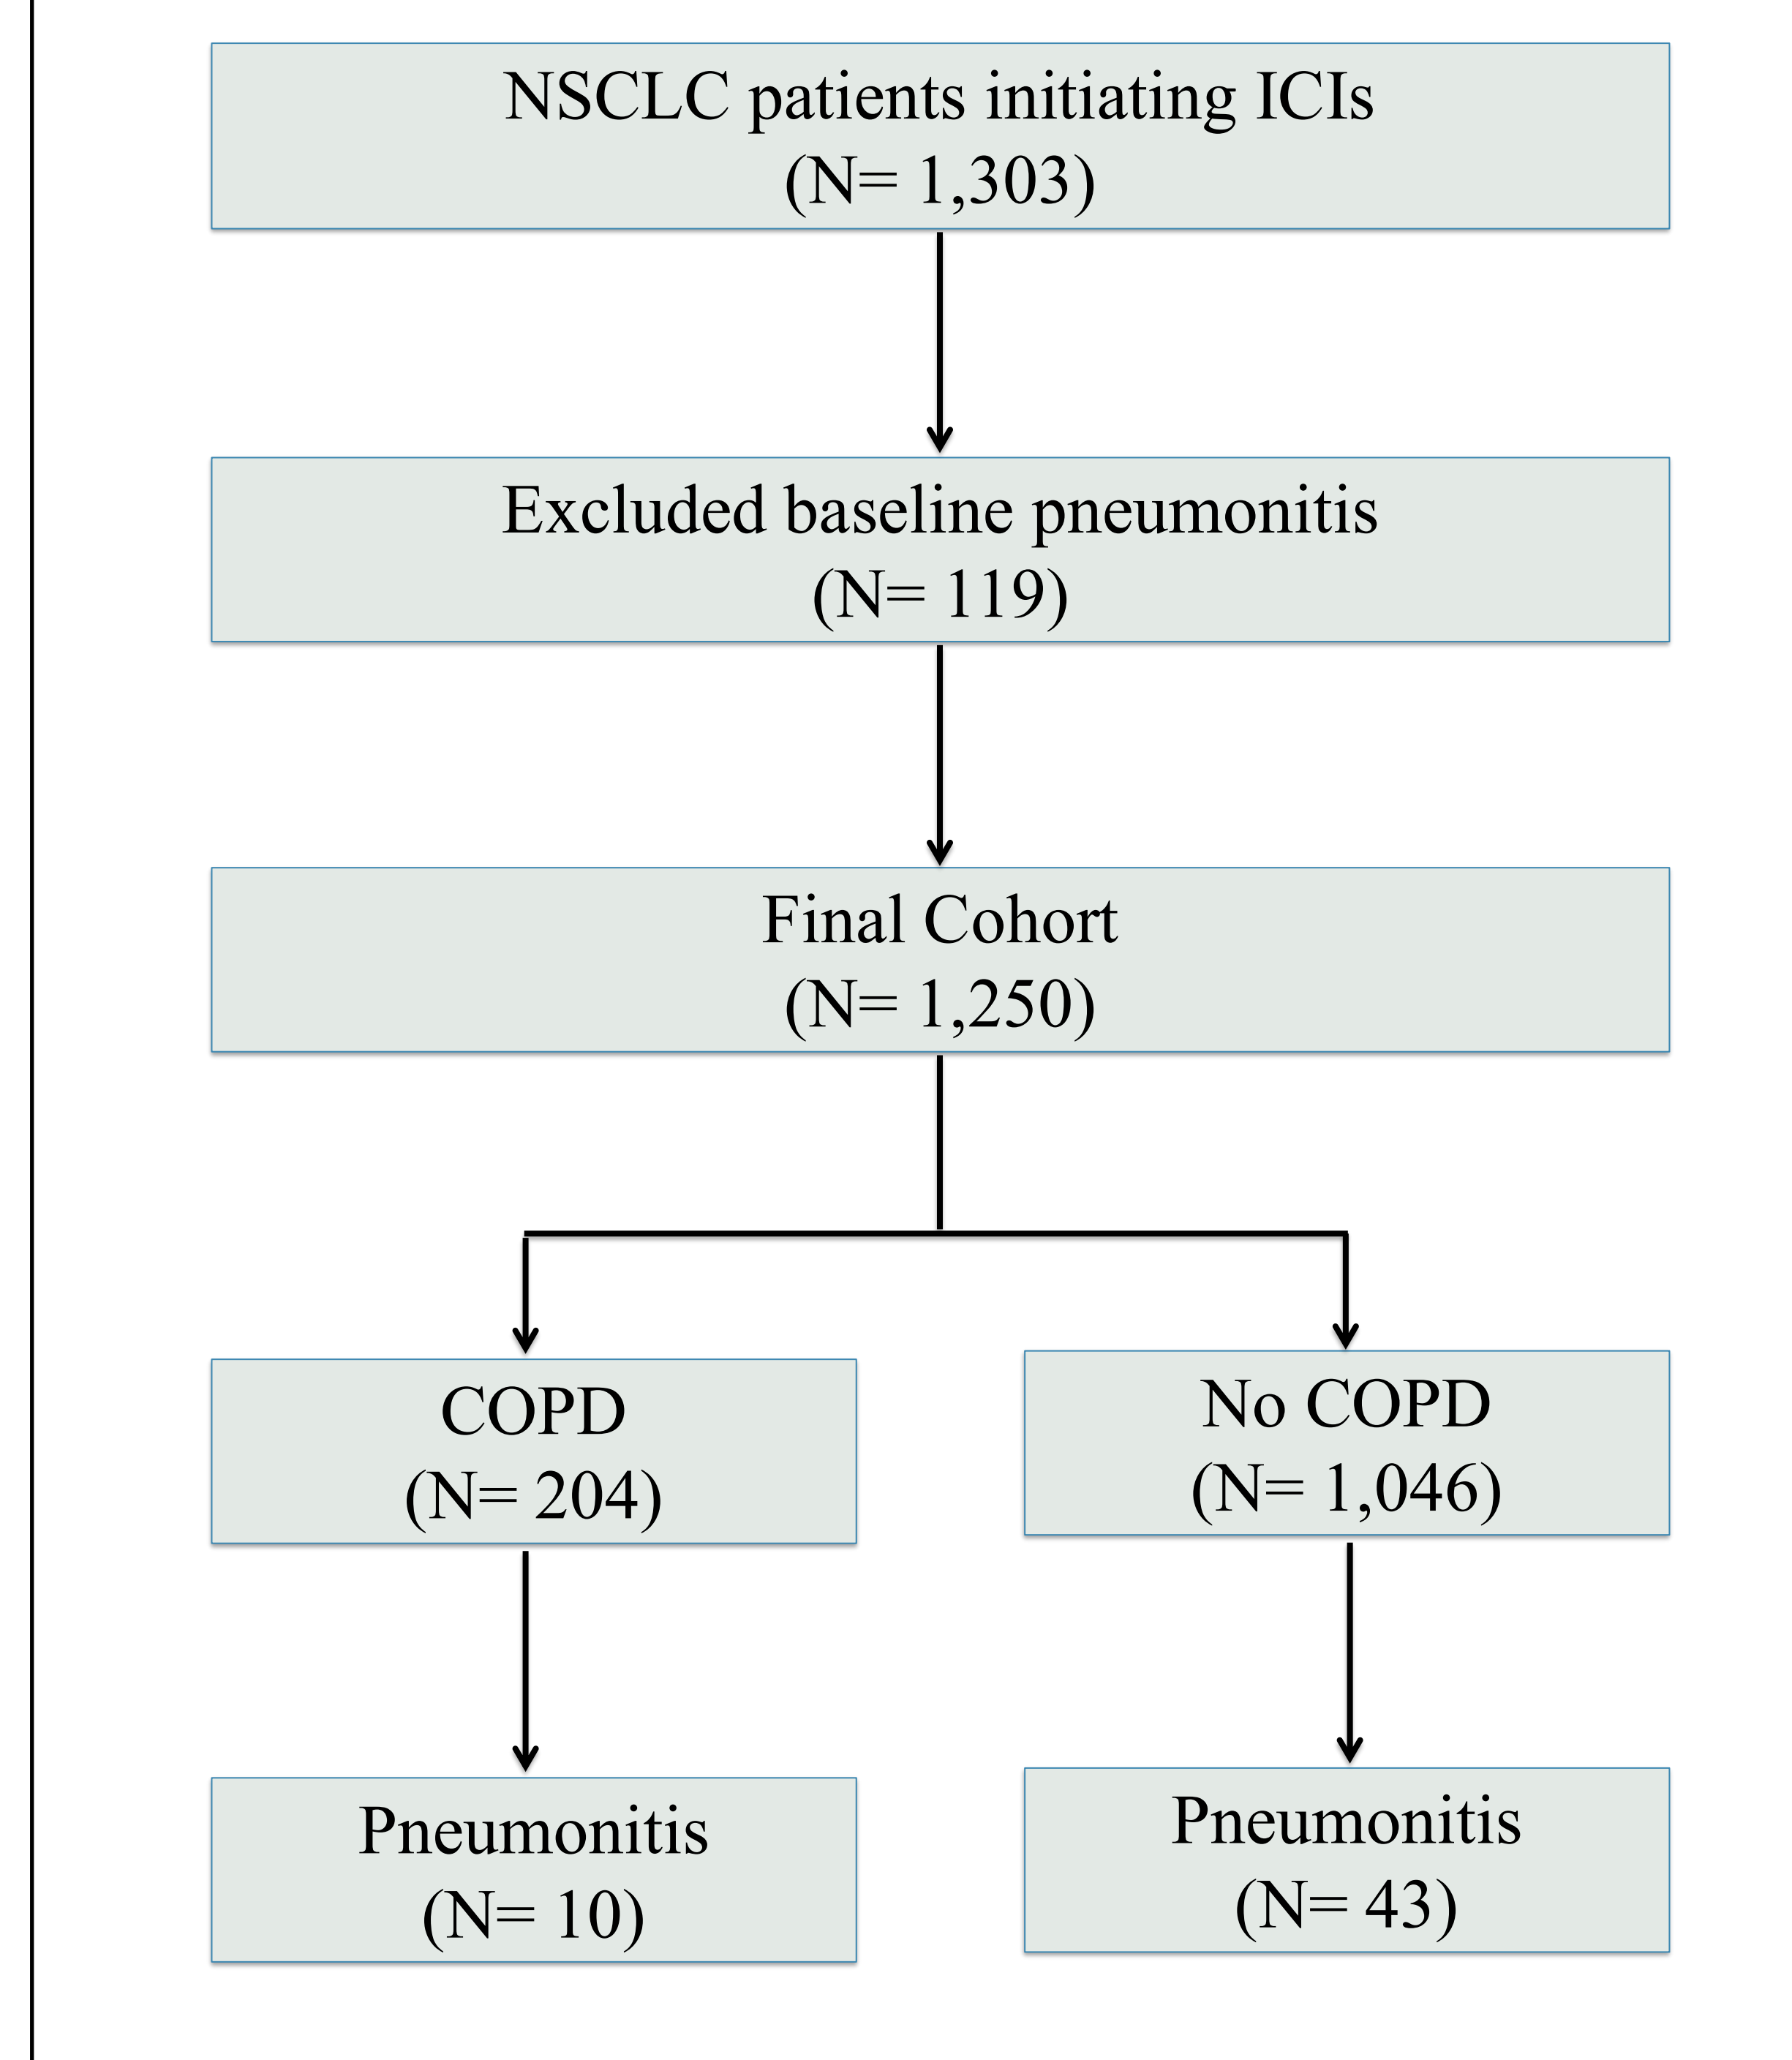 NSCLC patients initiating ICIs
(N= 1,303)
Excluded baseline pneumonitis
(N= 119)
Final Cohort
(N= 1,250)
COPD
(N= 204)
No COPD
(N= 1,046)
Pneumonitis
(N= 10)
Pneumonitis
(N= 43)